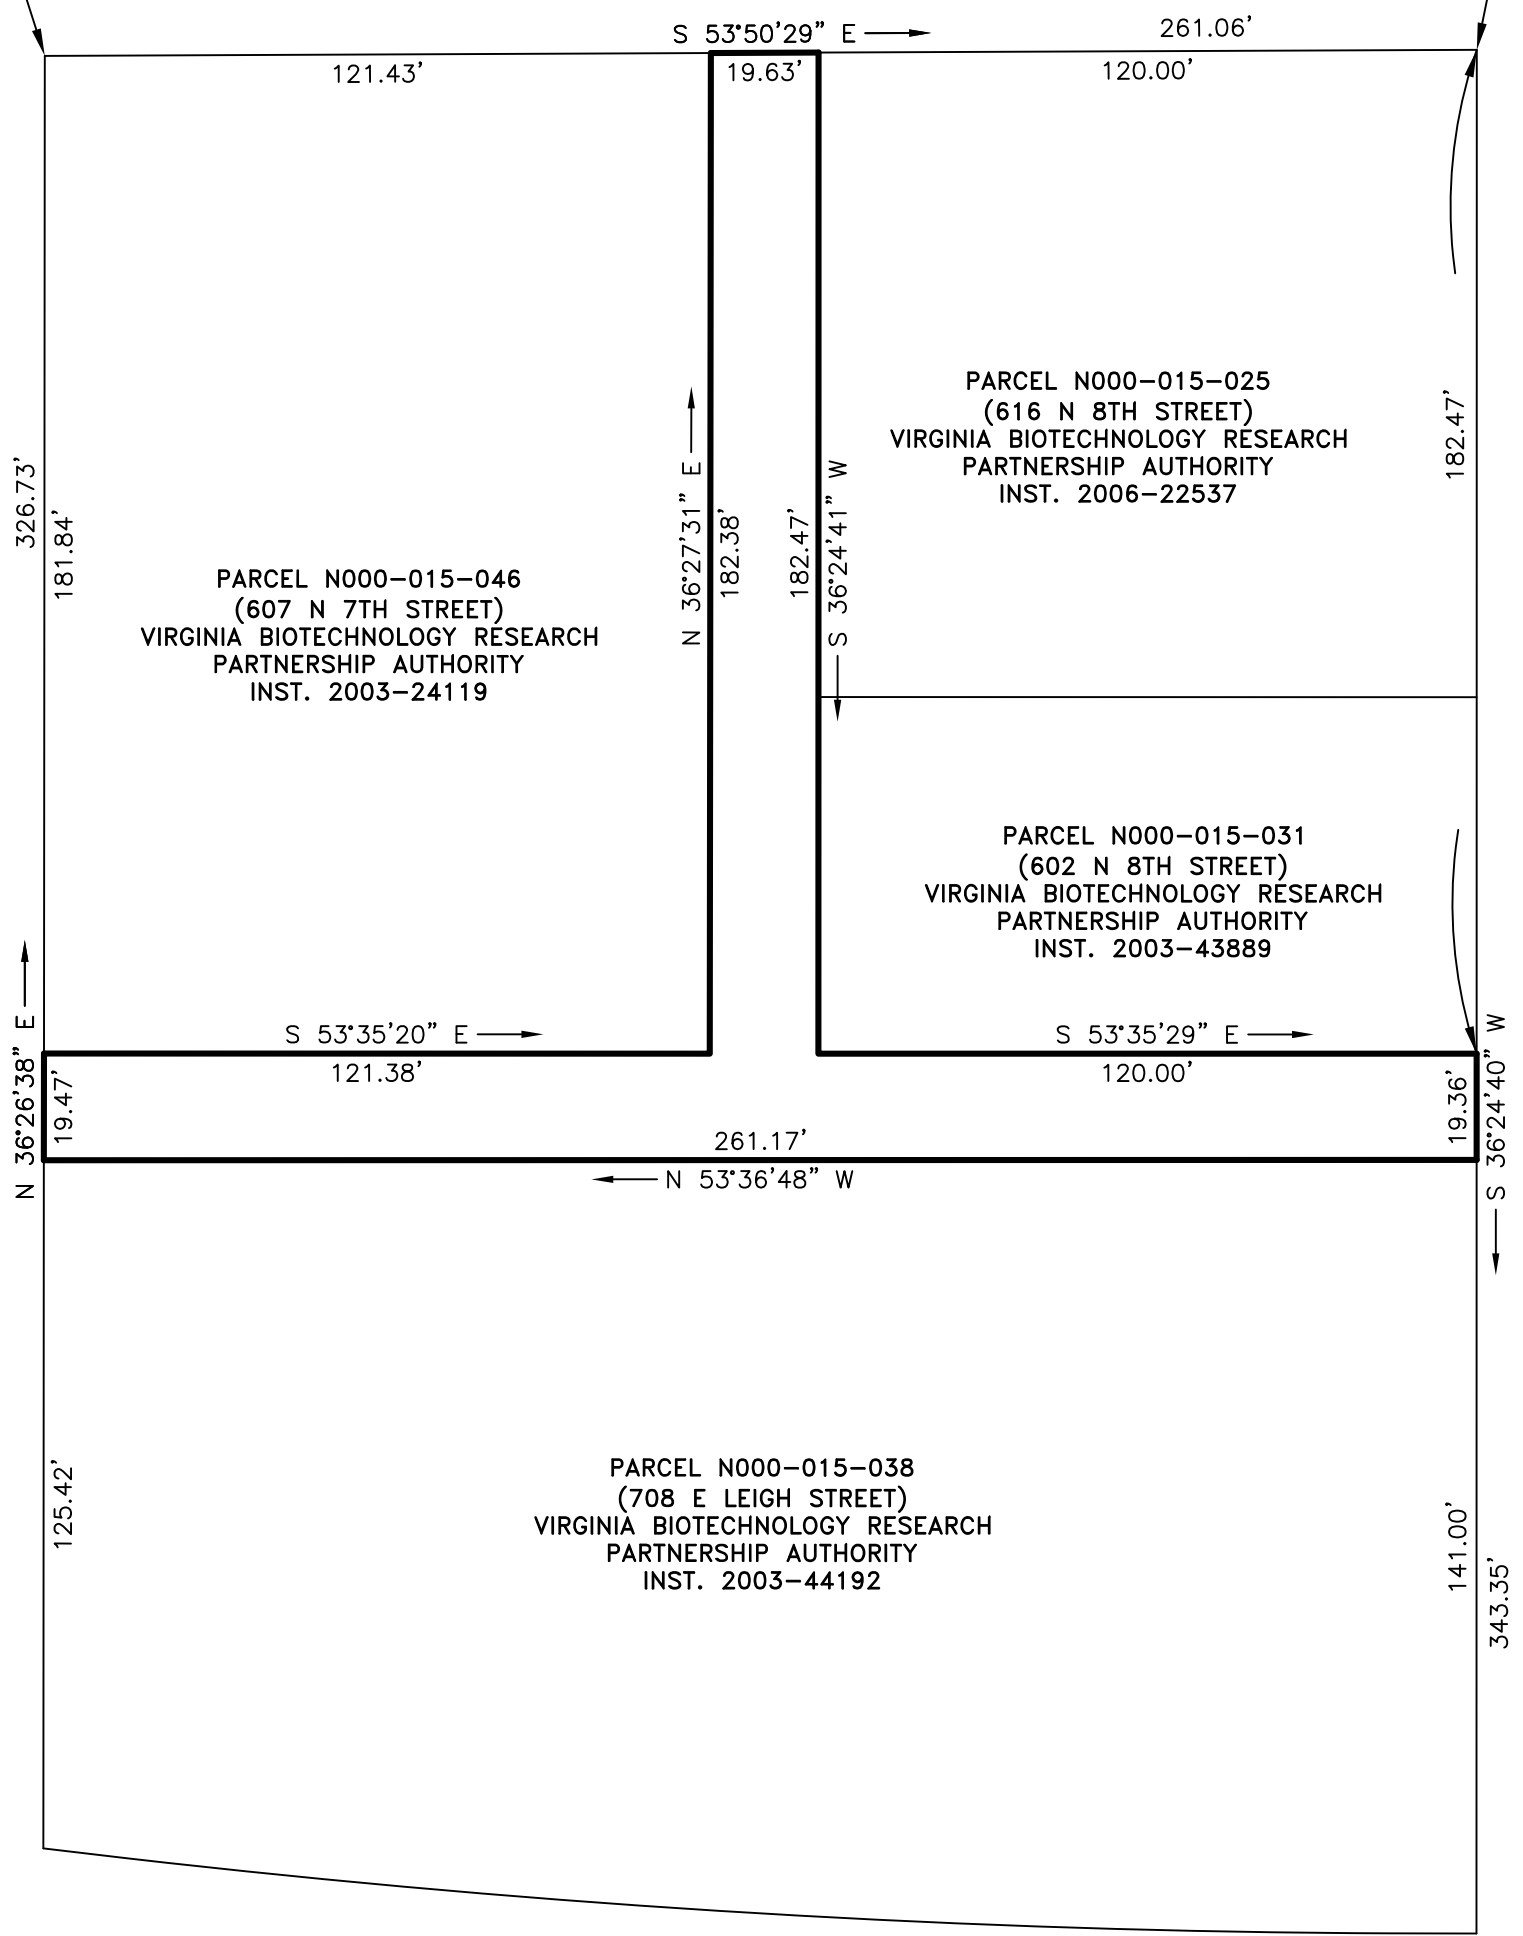 S 53°50'29" E
261.06'
121.43'
19.63'
120.00'
PARCEL N000-015-025
(616 N 8TH STREET)
VIRGINIA BIOTECHNOLOGY RESEARCH
PARTNERSHIP AUTHORITY
INST. 2006-22537
182.47'
326.73'
181.84'
N 36°27'31" E
182.38'
182.47'
S 36°24'41" W
PARCEL N000-015-046
(607 N 7TH STREET)
VIRGINIA BIOTECHNOLOGY RESEARCH
PARTNERSHIP AUTHORITY
INST. 2003-24119
PARCEL N000-015-031
(602 N 8TH STREET)
VIRGINIA BIOTECHNOLOGY RESEARCH
PARTNERSHIP AUTHORITY
INST. 2003-43889
S 53°35'20" E
S 53°35'29" E
121.38'
120.00'
N 36°26'38" E
19.47'
19.36'
S 36°24'40" W
261.17'
N 53°36'48" W
PARCEL N000-015-038
(708 E LEIGH STREET)
VIRGINIA BIOTECHNOLOGY RESEARCH
PARTNERSHIP AUTHORITY
INST. 2003-44192
125.42'
141.00'
343.35'